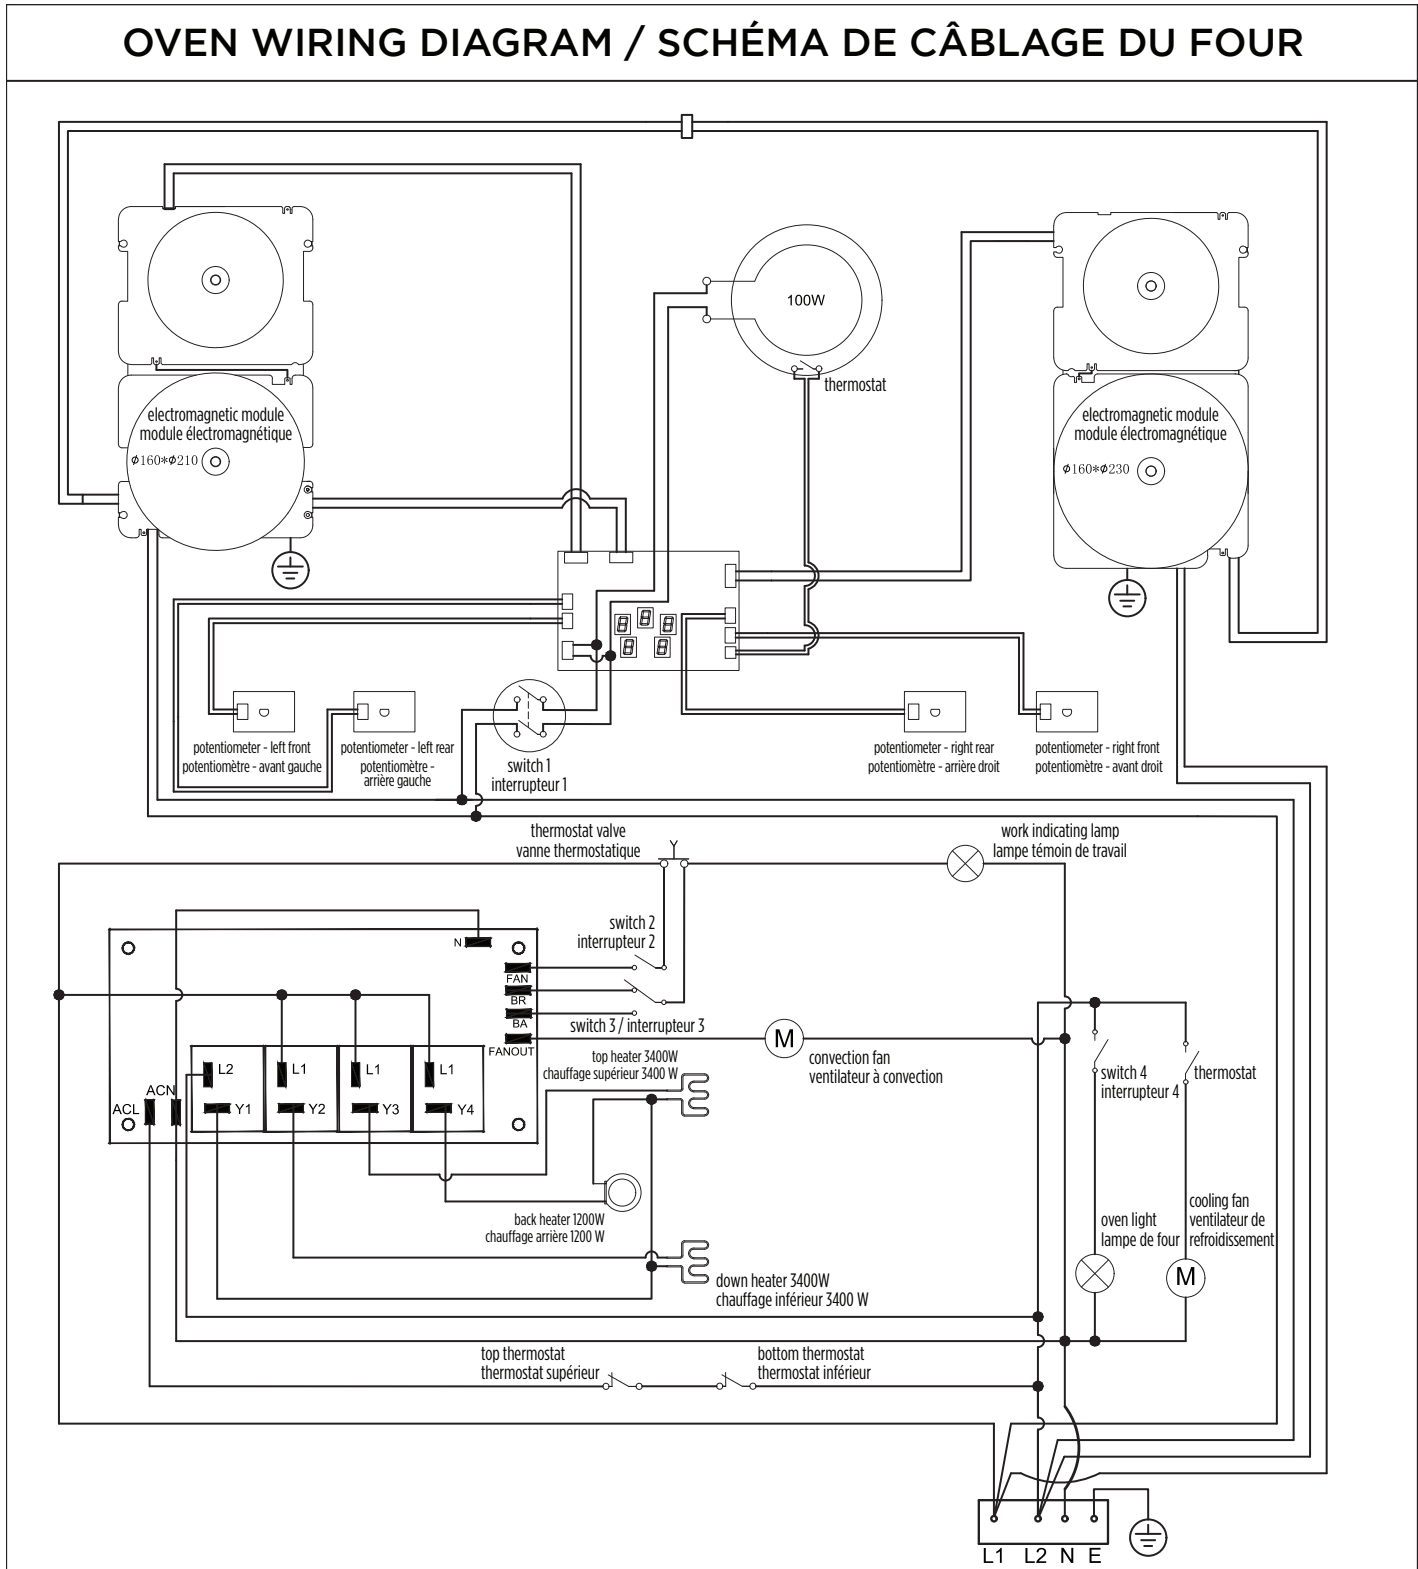 OVEN WIRING DIAGRAM / SCHÉMA DE CÂBLAGE DU FOUR
100W
thermostat
electromagnetic module
module électromagnétique
ϕ160*ϕ210
electromagnetic module
module électromagnétique
ϕ160*ϕ230
8
8
8
8
8
potentiometer - left front
potentiomètre - avant gauche
potentiometer - left rear
potentiomètre -
arrière gauche
switch 1
interrupteur 1
potentiometer - right rear
potentiomètre - arrière droit
potentiometer - right front
potentiomètre - avant droit
thermostat valve
vanne thermostatique
work indicating lamp
lampe témoin de travail
switch 2
interrupteur 2
N
FAN
BR
BA
FANOUT
switch 3 / interrupteur 3
M
convection fan
ventilateur à convection
top heater 3400W
chauffage supérieur 3400 W
switch 4
interrupteur 4
thermostat
L2
L1
L1
L1
ACL
ACN
Y1
Y2
Y3
Y4
back heater 1200W
chauffage arrière 1200 W
oven light
lampe de four
cooling fan
ventilateur de
refroidissement
M
down heater 3400W
chauffage inférieur 3400 W
top thermostat
thermostat supérieur
bottom thermostat
thermostat inférieur
L1 L2 N E